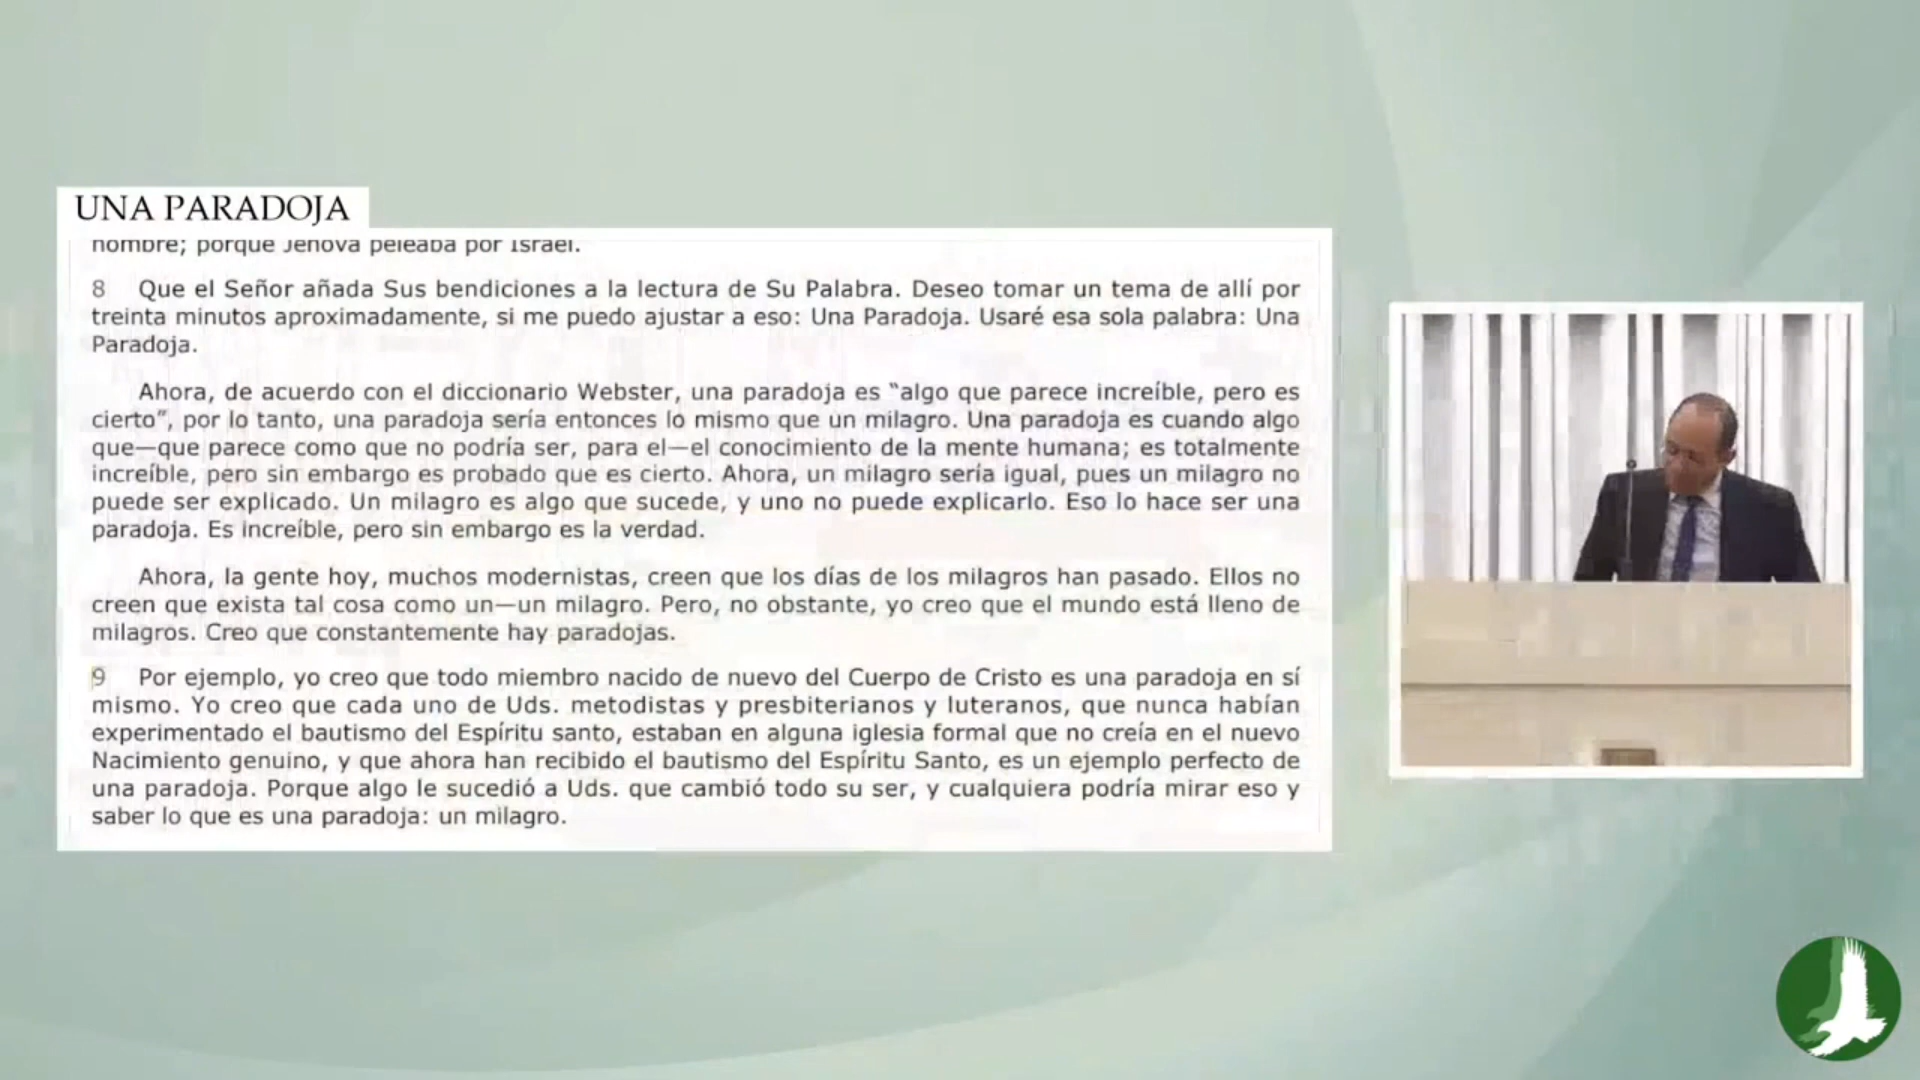 UNA PARADOJA
nombre; porque Jehová peleaba por Israel.
8 Que el Señor añada Sus bendiciones a la lectura de Su Palabra. Deseo tomar un tema de allí por
treinta minutos aproximadamente, si me puedo ajustar a eso: Una Paradoja. Usaré esa sola palabra: Una
Paradoja.
Ahora, de acuerdo con el diccionario Webster, una paradoja es “algo que parece increíble, pero es
cierto”, por lo tanto, una paradoja sería entonces lo mismo que un milagro. Una paradoja es cuando algo
que—que parece como que no podría ser, para el—el conocimiento de la mente humana; es totalmente
increíble, pero sin embargo es probado que es cierto. Ahora, un milagro sería igual, pues un milagro no
puede ser explicado. Un milagro es algo que sucede, y uno no puede explicarlo. Eso lo hace ser una
paradoja. Es increíble, pero sin embargo es la verdad.
Ahora, la gente hoy, muchos modernistas, creen que los días de los milagros han pasado. Ellos no
creen que exista tal cosa como un—un milagro. Pero, no obstante, yo creo que el mundo está lleno de
milagros. Creo que constantemente hay paradojas.
9 Por ejemplo, yo creo que todo miembro nacido de nuevo del Cuerpo de Cristo es una paradoja en sí
mismo. Yo creo que cada uno de Uds. metodistas y presbiterianos y luteranos, que nunca habían
experimentado el bautismo del Espíritu santo, estaban en alguna iglesia formal que no creía en el nuevo
Nacimiento genuino, y que ahora han recibido el bautismo del Espíritu Santo, es un ejemplo perfecto de
una paradoja. Porque algo le sucedió a Uds. que cambió todo su ser, y cualquiera podría mirar eso y
saber lo que es una paradoja: un milagro.